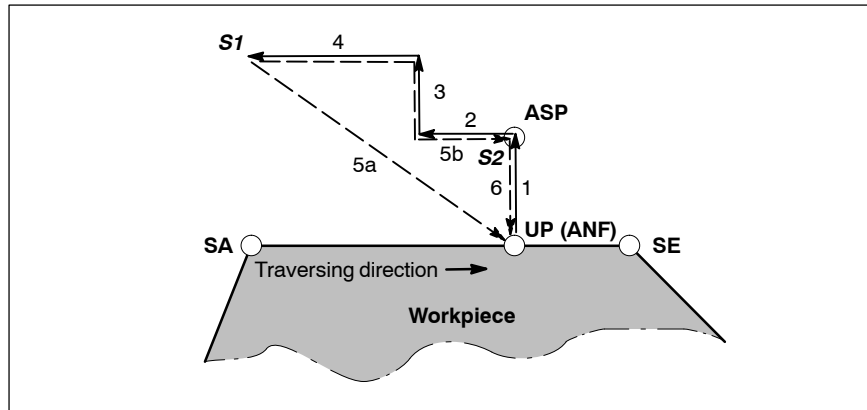 S1
4
3
ASP
2
5b
S2
5a
6
1
UP (ANF)
SA
SE
Traversing direction
Workpiece